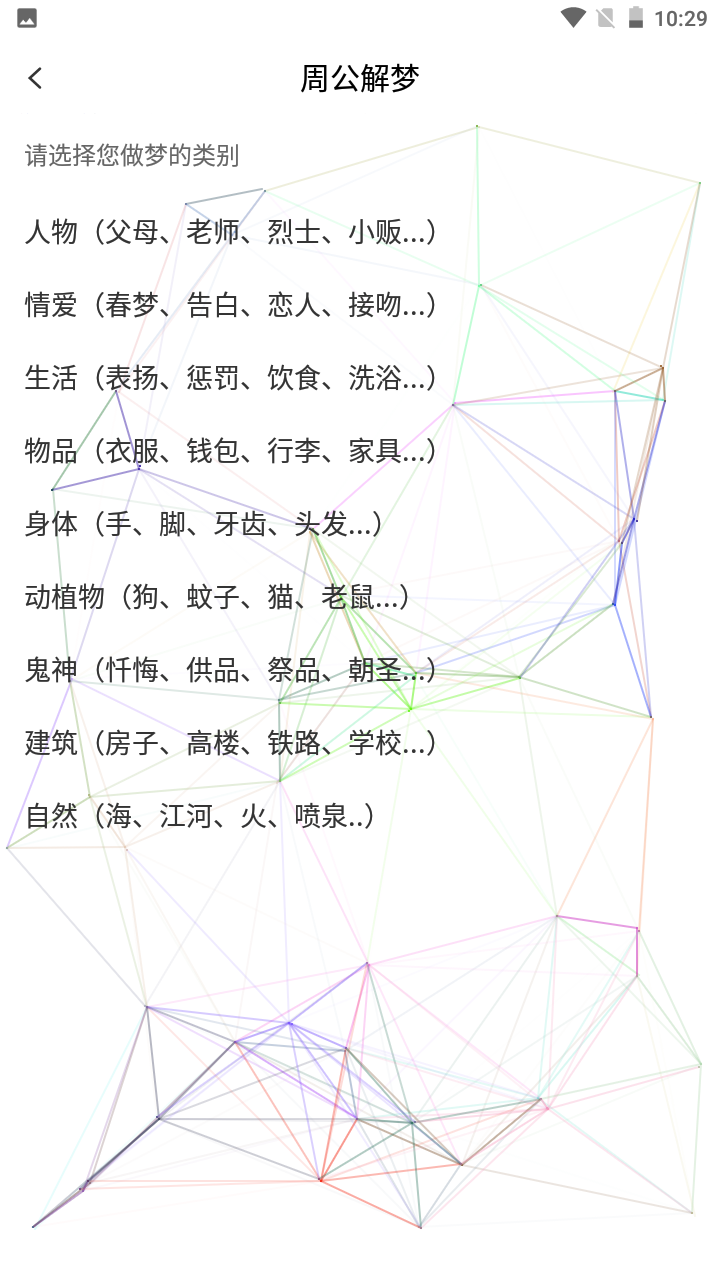 10:29
周公解梦
请选择您做梦的类别
人物（父母、老师、烈士、小贩...）
情爱（春梦、告白、恋人、接吻...）
生活（表扬、惩罚、饮食、洗浴...）
物品（衣服、钱包、行李、家具...）
身体（手、脚、牙齿、头发...）
动植物（狗、蚊子、猫、老鼠...）
鬼神（忏悔、供品、祭品、朝圣...）
建筑（房子、高楼、铁路、学校...）
自然（海、江河、火、喷泉..）